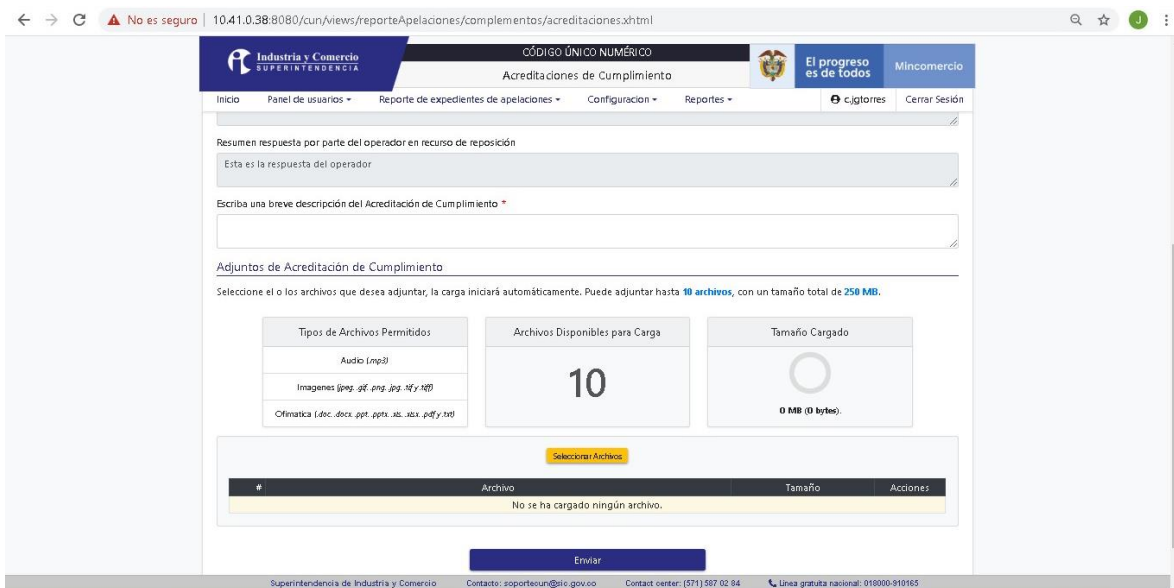 No es seguro | 10.41.0.38:8080/cun/views/reporteApelaciones/complementos/acreditaciones.xhtml
J
Industria y Comercio
SUPERINTENDENCIA
CÓDIGO ÚNICO NUMÉRICO
Acreditaciones de Cumplimiento
El progreso
es de todos
Mincomercio
Inicio Panel de usuarios Reporte de expedientes de apelaciones Configuracion Reportes c.jgtorres Cerrar Sesión
Resumen respuesta por parte del operador en recurso de reposición
Esta es la respuesta del operador
Escriba una breve descripción del Acreditación de Cumplimiento *
Adjuntos de Acreditación de Cumplimiento
Seleccione el o los archivos que desea adjuntar, la carga iniciará automáticamente. Puede adjuntar hasta 10 archivos, con un tamaño total de 250 MB.
Tipos de Archivos Permitidos
Audio (.mp3)
Imagenes (jpeg, .gif, .png, .jpg, .tif y .tiff)
Ofimatica (.doc, .docx, .ppt, .pptx, .xls, .xlsx, .pdf y .txt)
Archivos Disponibles para Carga
10
Tamaño Cargado
0 MB (0 bytes).
Seleccionar Archivos
# Archivo Tamaño Acciones
No se ha cargado ningún archivo.
Enviar
Superintendencia de Industria y Comercio Contacto: soportecun@sic.gov.co Contact center: (571) 587 02 84 Linea gratuita nacional: 018000-910165